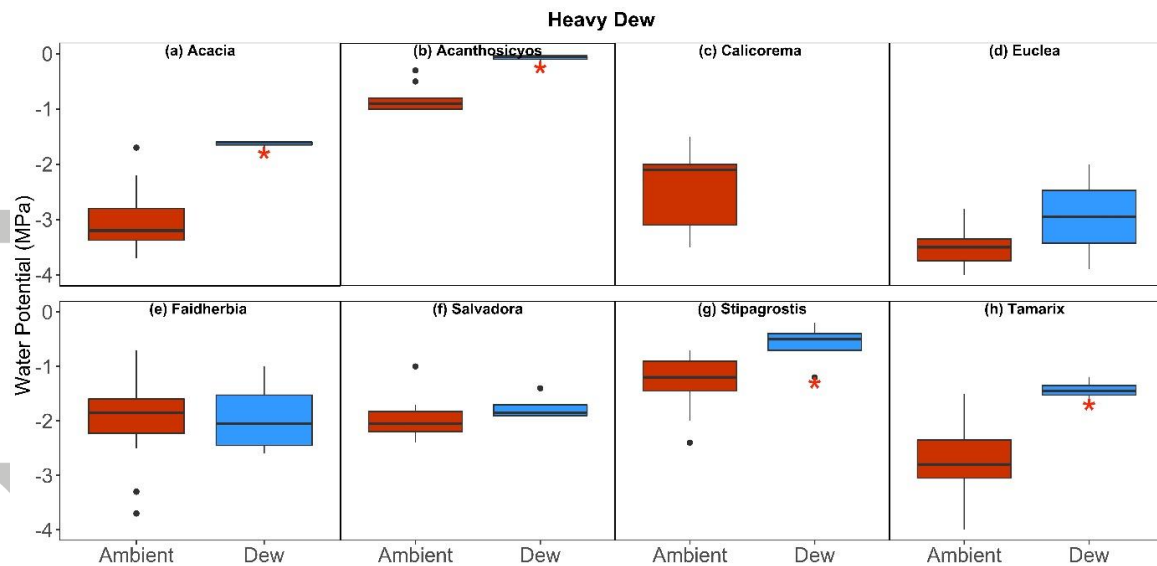 Heavy Dew
(a) Acacia
(b) Acanthosicyos
(c) Calicorema
(d) Euclea
0
-1
-2
-3
-4
*
*
Water Potential (MPa)
(e) Faidherbia
(f) Salvadora
(g) Stipagrostis
(h) Tamarix
0
-1
-2
-3
-4
*
*
Ambient Dew Ambient Dew Ambient Dew Ambient Dew